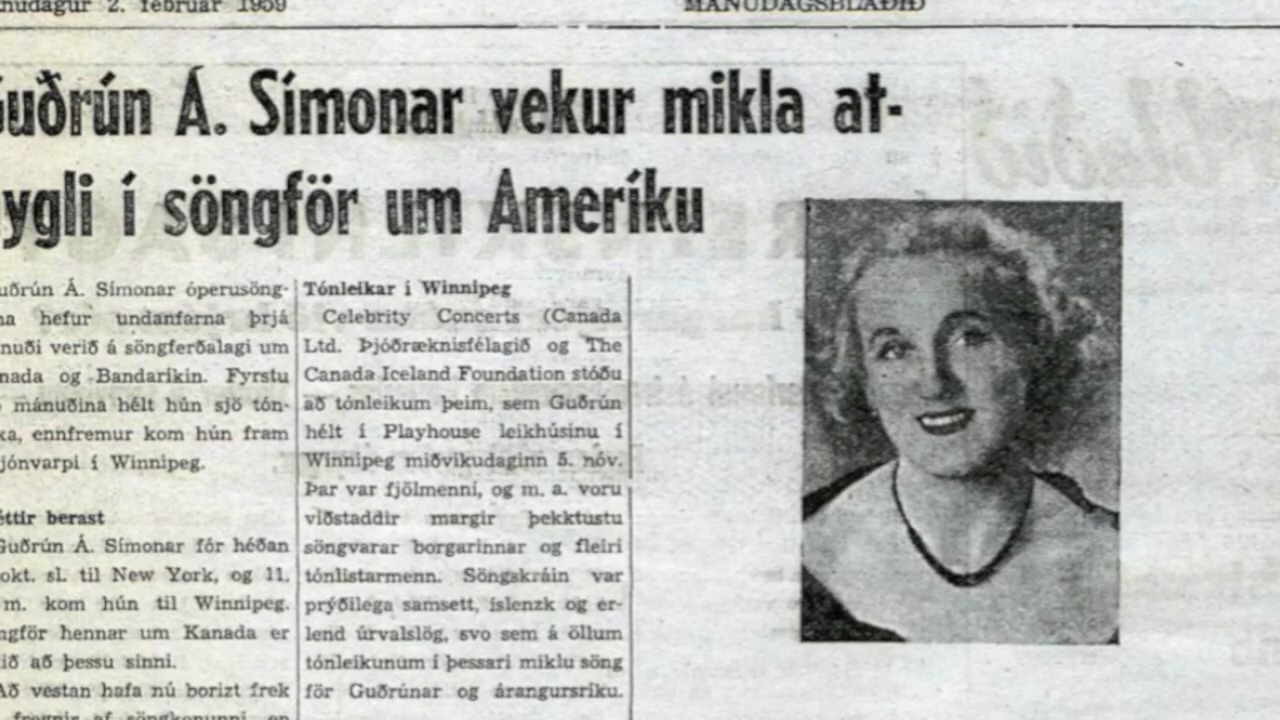 nudagur 2. februar 1959
MANUDAGSBLAÐIÐ
Guðrún Á. Símonar vekur mikla at-
ygli í söngför um Ameríku
uðrún Á. Símonar óperusöng-
na hefur undanfarna þrjá
nuði verið á söngferðalagi um
nada og Bandaríkin. Fyrstu
mánuðina hélt hún sjö tón-
ka, ennfremur kom hún fram
jónvarpi í Winnipeg.
éttir berast
Guðrún Á. Símonar fór héðan
okt. sl. til New York, og 11.
m. kom hún til Winnipeg.
ngför hennar um Kanada er
ið að þessu sinni.
Að vestan hafa nú borizt frek
fregnir af söngkonunni, en
Tónleikar í Winnipeg
Celebrity Concerts (Canada
Ltd. Þjóðræknisfélagið og The
Canada Iceland Foundation stóðu
að tónleikum þeim, sem Guðrún
hélt í Playhouse leikhúsinu í
Winnipeg miðvikudaginn 5. nóv.
Þar var fjölmenni, og m. a. voru
viðstaddir margir þekktustu
söngvarar borgarinnar og fleiri
tónlistarmenn. Söngskráin var
prýðilega samsett, íslenzk og er-
lend úrvalslög, svo sem á öllum
tónleikunum í þessari miklu söng
för Guðrúnar og árangursríku.